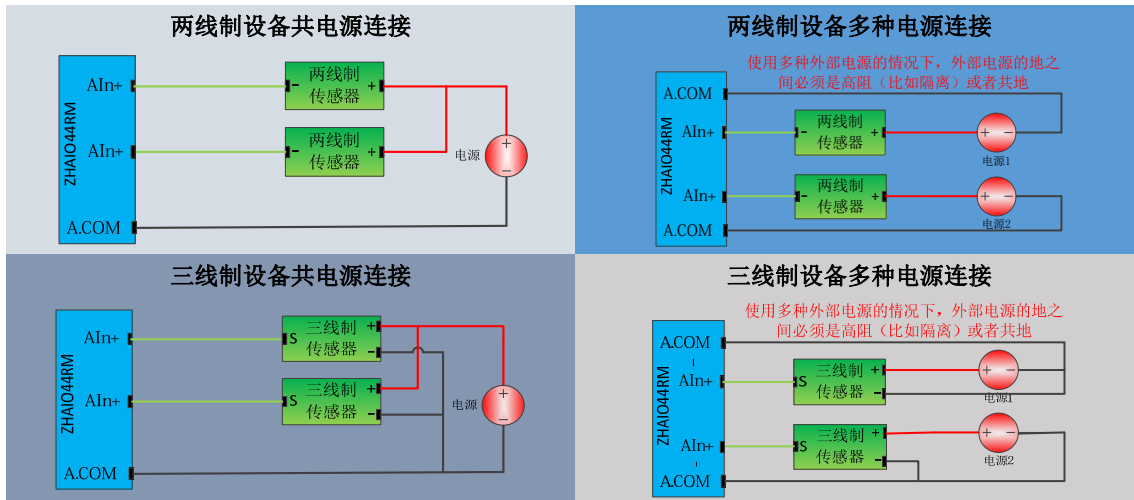 两线制设备共电源连接
ZHAIO44RM
AIn+
AIn+
A.COM
- 两线制 +
传感器
- 两线制 +
传感器
电源
+
-
两线制设备多种电源连接
使用多种外部电源的情况下，外部电源的地之
间必须是高阻（比如隔离）或者共地
ZHAIO44RM
A.COM
AIn+
AIn+
A.COM
- 两线制 +
传感器
- 两线制 +
传感器
+ -
电源1
+ -
电源2
三线制设备共电源连接
ZHAIO44RM
AIn+
AIn+
A.COM
三线制 +
S 传感器 -
三线制 +
S 传感器 -
电源
+
-
三线制设备多种电源连接
使用多种外部电源的情况下，外部电源的地之
间必须是高阻（比如隔离）或者共地
ZHAIO44RM
A.COM
-
AIn+
AIn+
-
A.COM
三线制 +
S 传感器 -
三线制 +
S 传感器 -
+ -
电源1
+ -
电源2